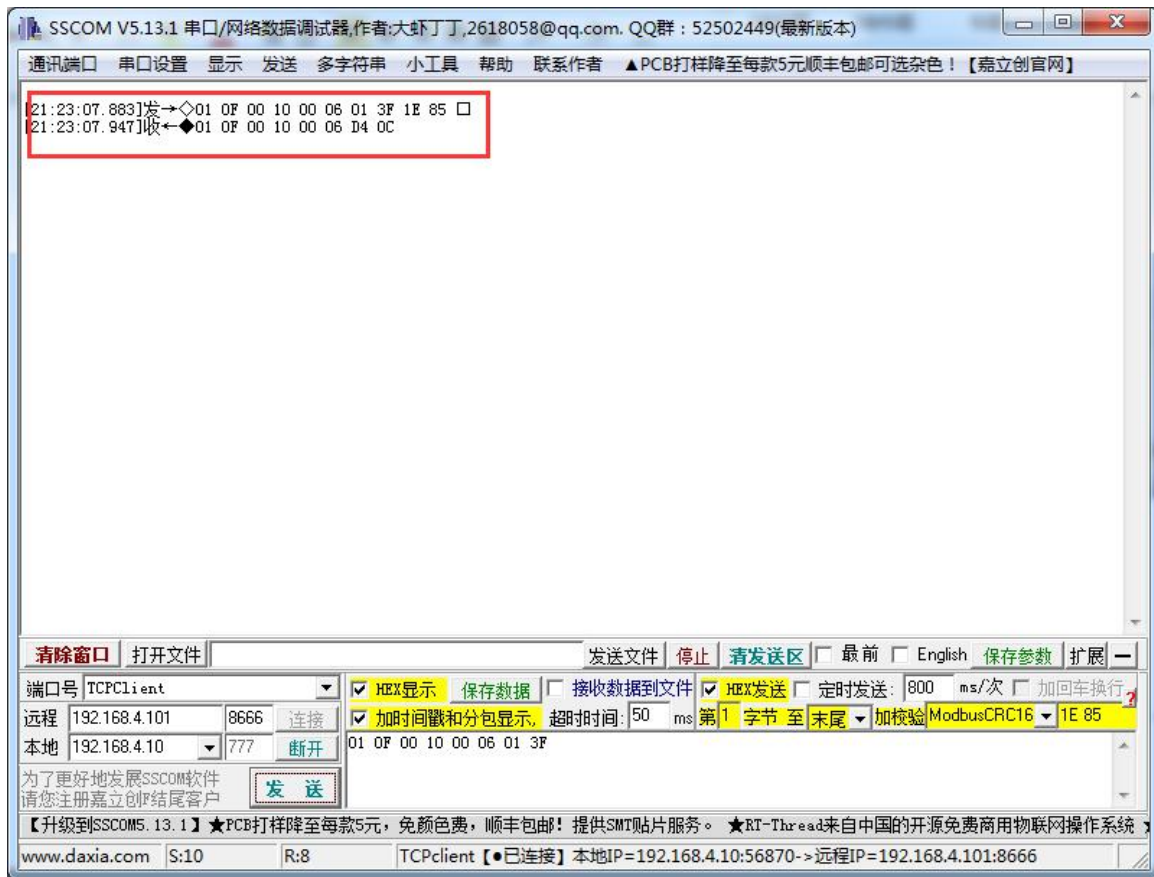 SSCOM V5.13.1 串口/网络数据调试器,作者:大虾丁丁,2618058@qq.com. QQ群：52502449(最新版本)
通讯端口 串口设置 显示 发送 多字符串 小工具 帮助 联系作者 ▲PCB打样降至每款5元顺丰包邮可选杂色！【嘉立创官网】
[21:23:07.883]发→◇01 0F 00 10 00 06 01 3F 1E 85 □
[21:23:07.947]收←◆01 0F 00 10 00 06 D4 0C
清除窗口 打开文件 发送文件 停止 清发送区 最前 English 保存参数 扩展 —
端口号 TCPClient HEX显示 保存数据 接收数据到文件 HEX发送 定时发送: 800 ms/次 加回车换行 ?
远程 192.168.4.101 8666 连接 加时间戳和分包显示, 超时时间: 50 ms 第 1 字节 至 末尾 加校验 ModbusCRC16 1E 85
本地 192.168.4.10 777 断开 01 0F 00 10 00 06 01 3F
为了更好地发展SSCOM软件
请您注册嘉立创F结尾客户
发 送
【升级到SSCOM5.13.1】★PCB打样降至每款5元，免颜色费，顺丰包邮！提供SMT贴片服务。 ★RT-Thread来自中国的开源免费商用物联网操作系统
www.daxia.com S:10 R:8 TCPclient【●已连接】本地IP=192.168.4.10:56870->远程IP=192.168.4.101:8666